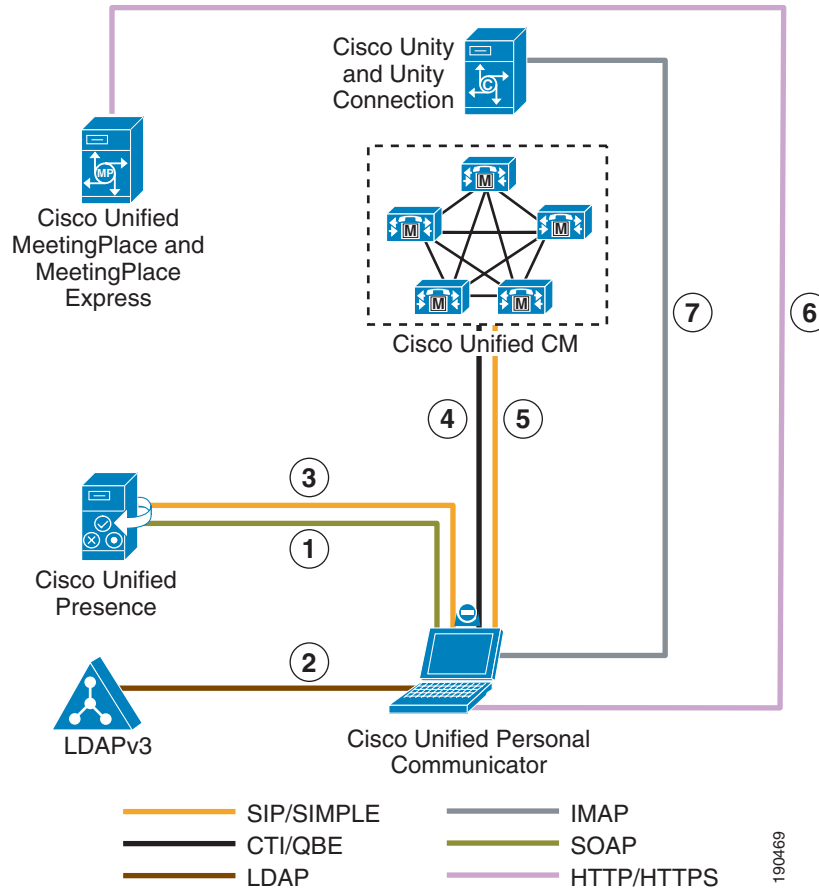 Cisco Unity
and Unity
Connection
C
MP
Cisco Unified
MeetingPlace and
MeetingPlace
Express
M
M
M
M
M
Cisco Unified CM
7
6
4
5
3
1
Cisco Unified
Presence
2
LDAPv3
Cisco Unified Personal
Communicator
SIP/SIMPLE
CTI/QBE
LDAP
IMAP
SOAP
HTTP/HTTPS
190469